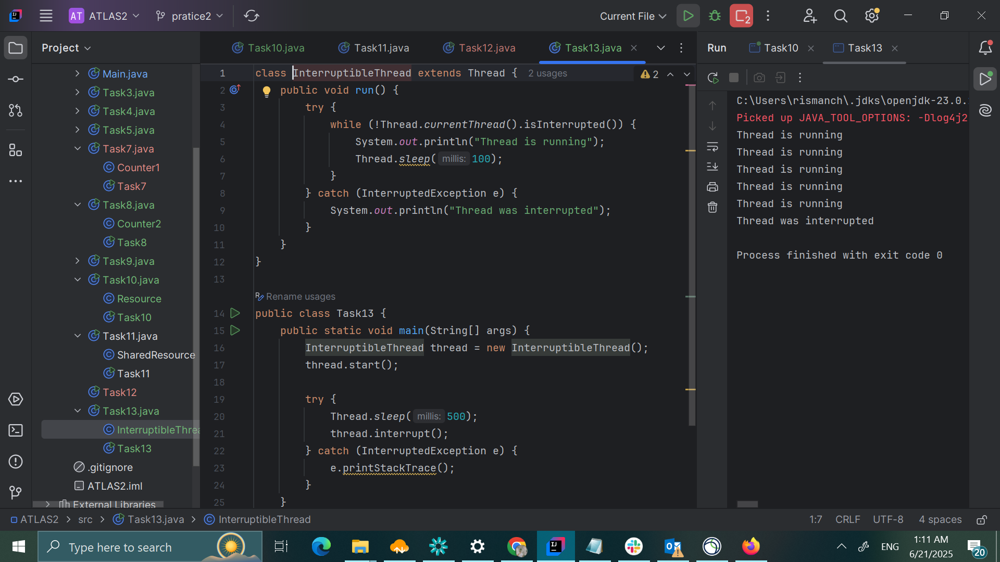 AT ATLAS2 pratice2 Current File 2
Project
Task10.java Task11.java Task12.java Task13.java
Run Task10 Task13
Main.java
Task3.java
Task4.java
Task5.java
Task7.java
Counter1
Task7
Task8.java
Counter2
Task8
Task9.java
Task10.java
Resource
Task10
Task11.java
SharedResource
Task11
Task12
Task13.java
InterruptibleThrea
Task13
.gitignore
ATLAS2.iml
External Libraries
1 class InterruptibleThread extends Thread { 2 usages 2
2 public void run() {
3 try {
4 while (!Thread.currentThread().isInterrupted()) {
5 System.out.println("Thread is running");
6 Thread.sleep( millis: 100);
7 }
8 } catch (InterruptedException e) {
9 System.out.println("Thread was interrupted");
10 }
11 }
12 }
13
Rename usages
14 public class Task13 {
15 public static void main(String[] args) {
16 InterruptibleThread thread = new InterruptibleThread();
17 thread.start();
18
19 try {
20 Thread.sleep( millis: 500);
21 thread.interrupt();
22 } catch (InterruptedException e) {
23 e.printStackTrace();
24 }
25 }
C:\Users\rismanch\.jdks\openjdk-23.0.
Picked up JAVA_TOOL_OPTIONS: -Dlog4j2
Thread is running
Thread is running
Thread is running
Thread is running
Thread is running
Thread was interrupted
Process finished with exit code 0
ATLAS2 > src > Task13.java > InterruptibleThread
1:7 CRLF UTF-8 4 spaces
Type here to search
ENG
1:11 AM
6/21/2025
20